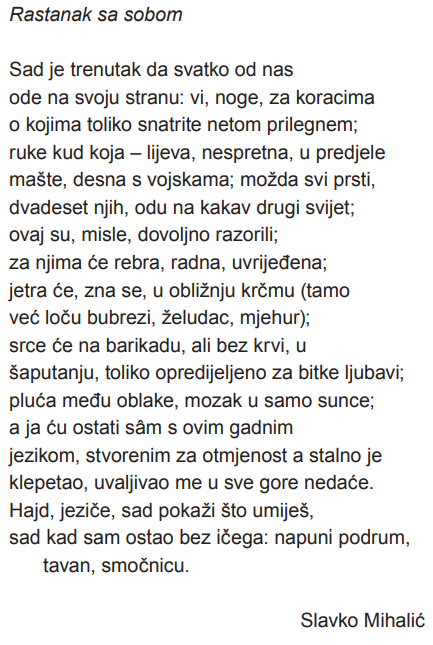 Rastanak sa sobom
Sad je trenutak da svatko od nas
ode na svoju stranu: vi, noge, za koracima
o kojima toliko snatrite netom prilegnem;
ruke kud koja – lijeva, nespretna, u predjele
mašte, desna s vojskama; možda svi prsti,
dvadeset njih, odu na kakav drugi svijet;
ovaj su, misle, dovoljno razorili;
za njima će rebra, radna, uvrijeđena;
jetra će, zna se, u obližnju krčmu (tamo
već loču bubrezi, želudac, mjehur);
srce će na barikadu, ali bez krvi, u
šaputanju, toliko opredijeljeno za bitke ljubavi;
pluća među oblake, mozak u samo sunce;
a ja ću ostati sâm s ovim gadnim
jezikom, stvorenim za otmjenost a stalno je
klepetao, uvaljivao me u sve gore nedaće.
Hajd, jeziče, sad pokaži što umiješ,
sad kad sam ostao bez ičega: napuni podrum,
tavan, smočnicu.
Slavko Mihalić